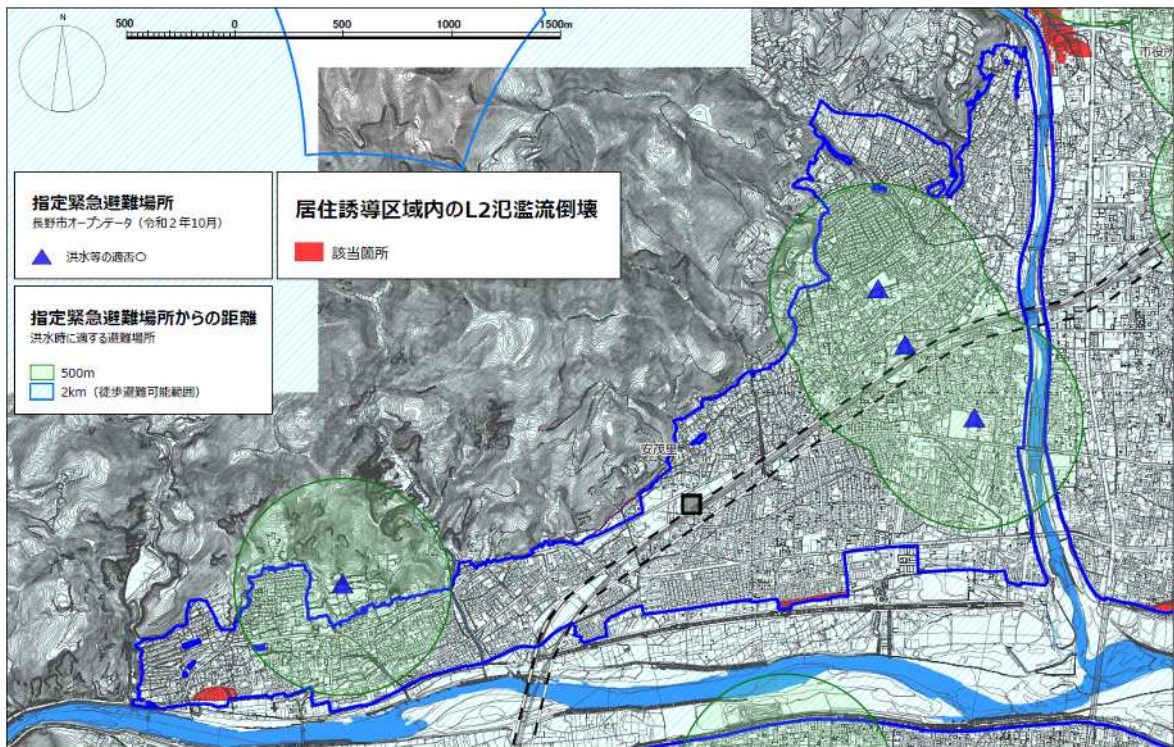 N
500 0 500 1000 1500m
市役所
指定緊急避難場所
長野市オープンデータ（令和２年10月）
洪水等の適否〇
居住誘導区域内のL2氾濫流倒壊
該当箇所
指定緊急避難場所からの距離
洪水時に適する避難場所
500m
2km（徒歩避難可能範囲）
安茂里